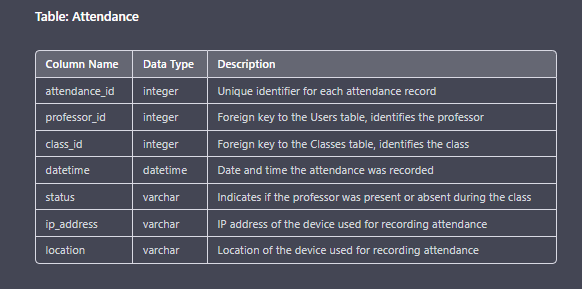 Table: Attendance
Column Name Data Type Description
attendance_id integer Unique identifier for each attendance record
professor_id integer Foreign key to the Users table, identifies the professor
class_id integer Foreign key to the Classes table, identifies the class
datetime datetime Date and time the attendance was recorded
status varchar Indicates if the professor was present or absent during the class
ip_address varchar IP address of the device used for recording attendance
location varchar Location of the device used for recording attendance